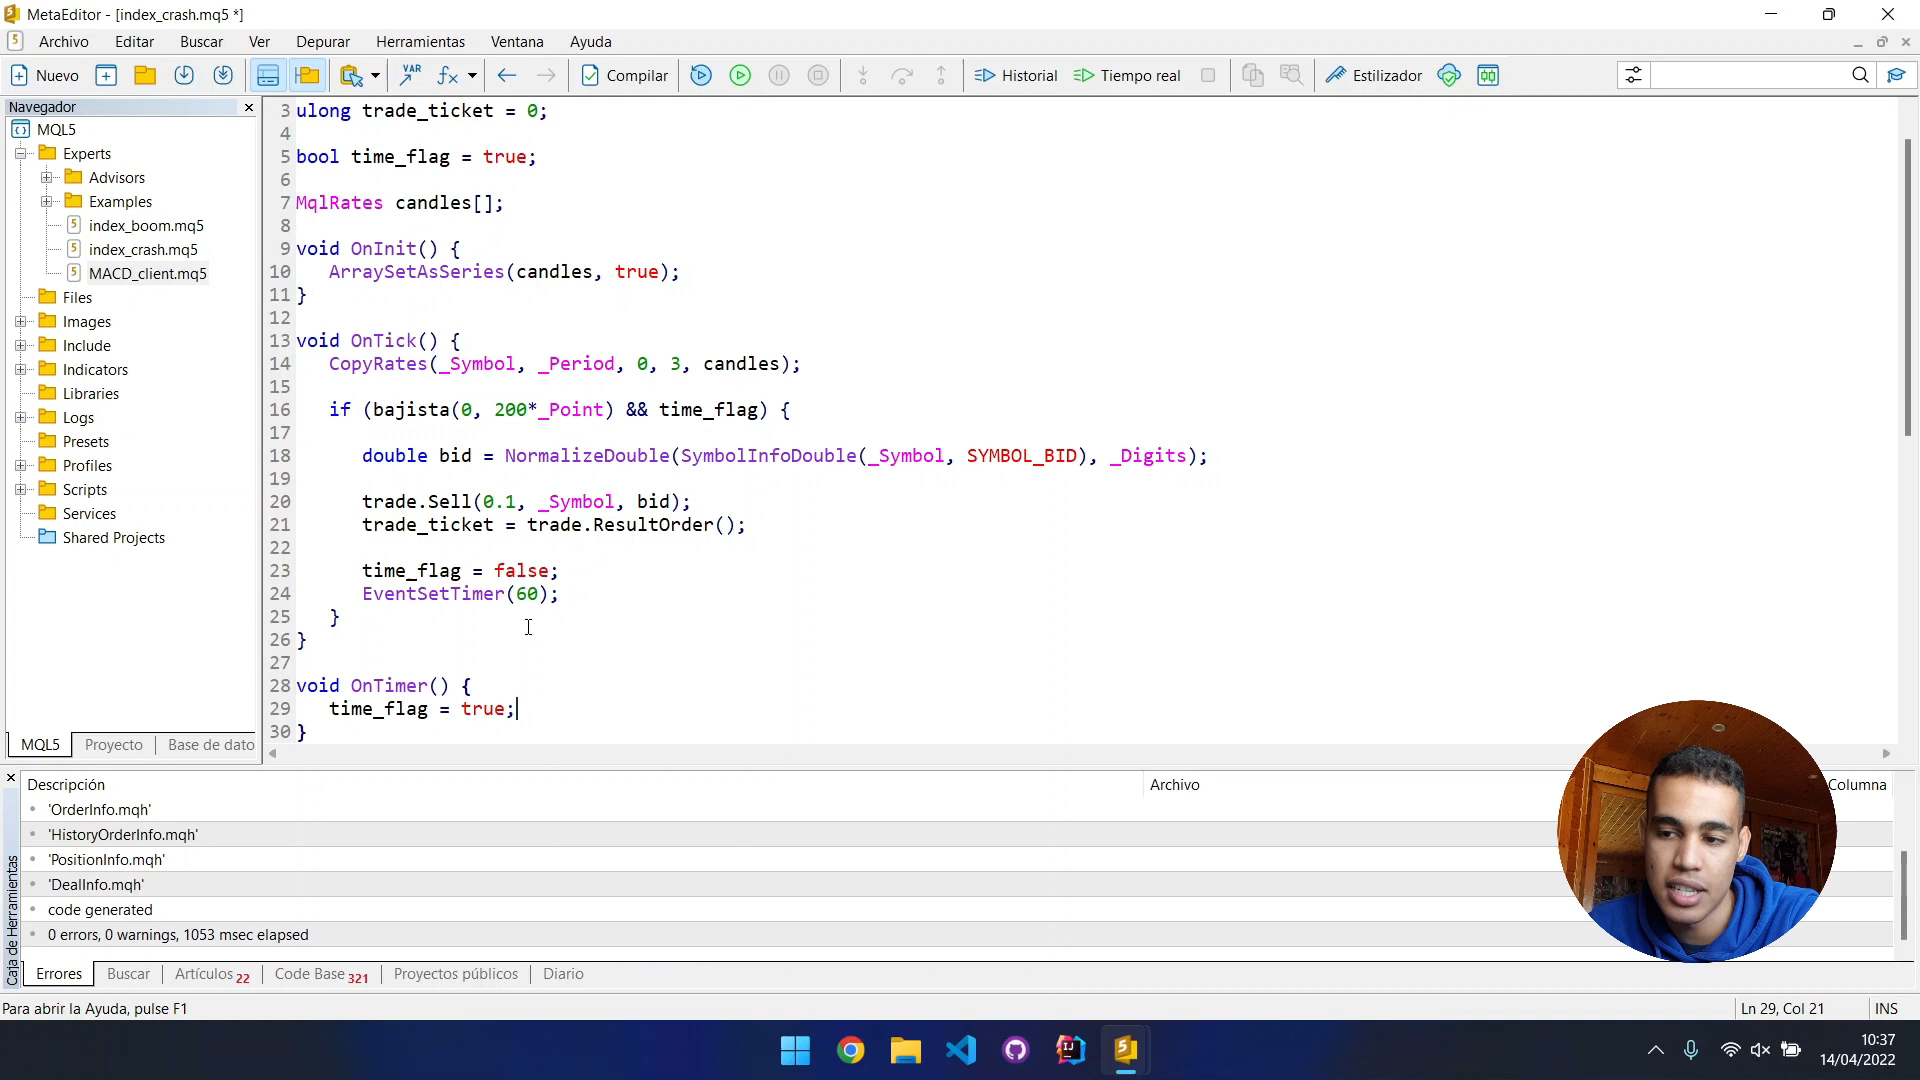 MetaEditor - [index_crash.mq5 *]
Archivo Editar Buscar Ver Depurar Herramientas Ventana Ayuda
Nuevo VAR fx Compilar Historial Tiempo real Estilizador
Navegador
MQL5
Experts
Advisors
Examples
index_boom.mq5
index_crash.mq5
MACD_client.mq5
Files
Images
Include
Indicators
Libraries
Logs
Presets
Profiles
Scripts
Services
Shared Projects
MQL5 Proyecto Base de dato
3 ulong trade_ticket = 0;
4
5 bool time_flag = true;
6
7 MqlRates candles[];
8
9 void OnInit() {
10 ArraySetAsSeries(candles, true);
11 }
12
13 void OnTick() {
14 CopyRates(_Symbol, _Period, 0, 3, candles);
15
16 if (bajista(0, 200*_Point) && time_flag) {
17
18 double bid = NormalizeDouble(SymbolInfoDouble(_Symbol, SYMBOL_BID), _Digits);
19
20 trade.Sell(0.1, _Symbol, bid);
21 trade_ticket = trade.ResultOrder();
22
23 time_flag = false;
24 EventSetTimer(60);
25 }
26 }
27
28 void OnTimer() {
29 time_flag = true;
30 }
Caja de Herramientas
Descripción Archivo Columna
'OrderInfo.mqh'
'HistoryOrderInfo.mqh'
'PositionInfo.mqh'
'DealInfo.mqh'
code generated
0 errors, 0 warnings, 1053 msec elapsed
Errores Buscar Artículos 22 Code Base 321 Proyectos públicos Diario
Para abrir la Ayuda, pulse F1
Ln 29, Col 21 INS
10:37
14/04/2022